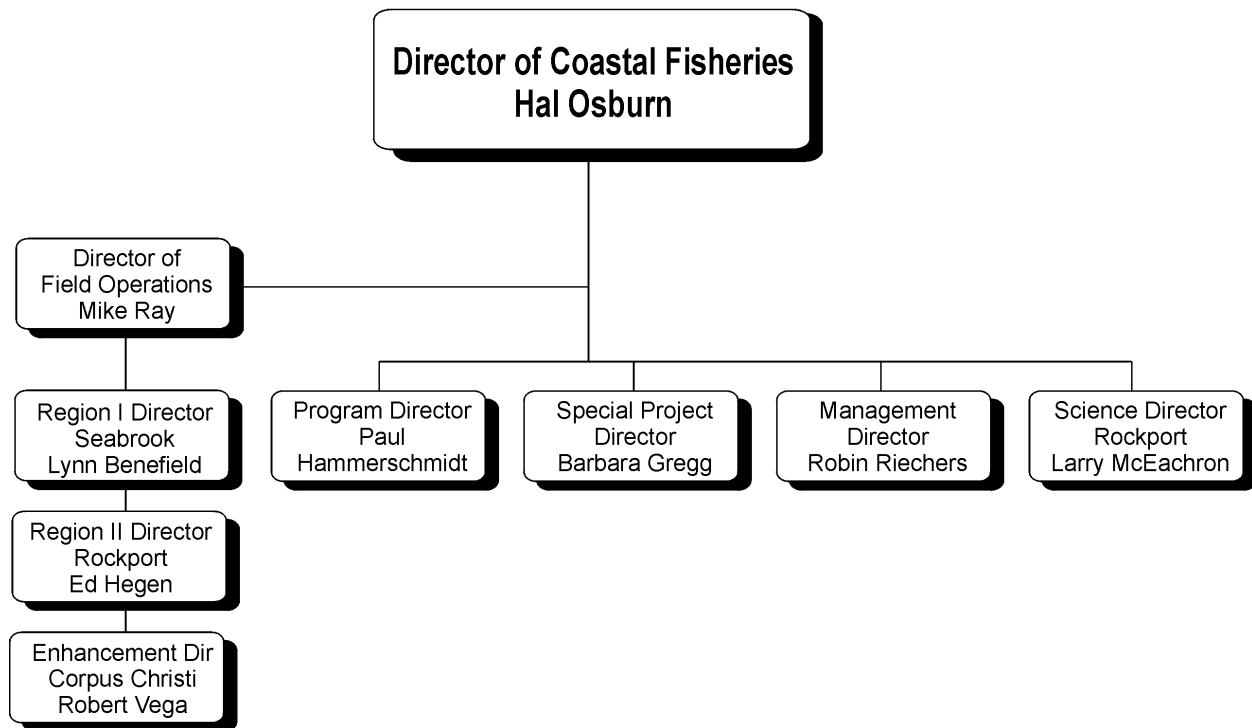 Director of Coastal Fisheries
Hal Osburn
Director of
Field Operations
Mike Ray
Region I Director
Seabrook
Lynn Benefield
Region II Director
Rockport
Ed Hegen
Enhancement Dir
Corpus Christi
Robert Vega
Program Director
Paul
Hammerschmidt
Special Project
Director
Barbara Gregg
Management
Director
Robin Riechers
Science Director
Rockport
Larry McEachron